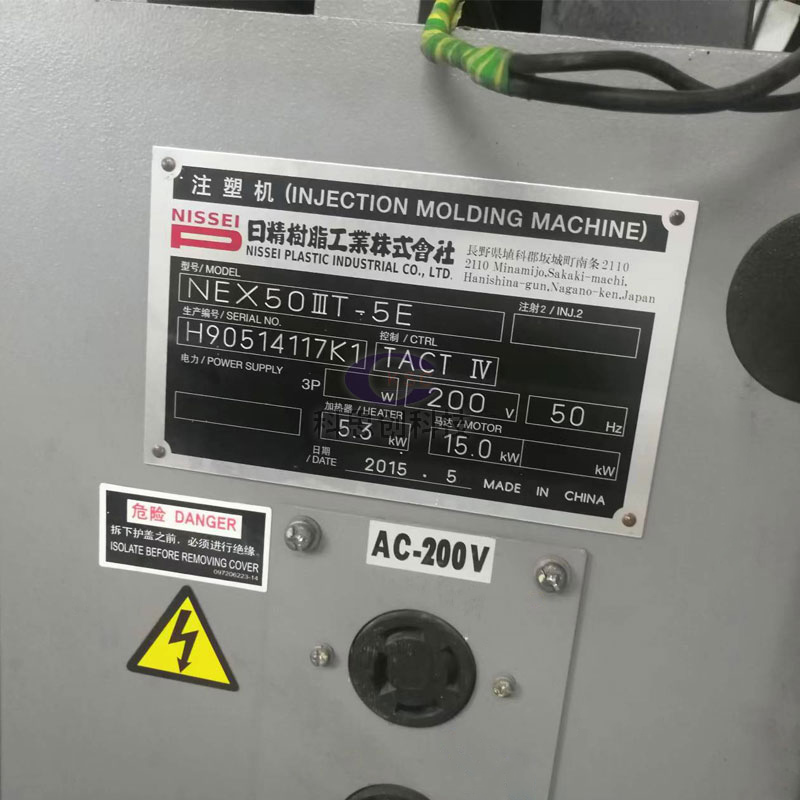 注塑机 (INJECTION MOLDING MACHINE)
NISSEI 日精樹脂工業株式會社
NISSEI PLASTIC INDUSTRIAL CO., LTD.
長野県埴科郡坂城町南条2110
2110 Minamijo.Sakaki-machi,
Hanishina-gun,Nagano-ken,Japan
型号/MODEL
NEX50ⅢT-5E
注射2 / INJ.2
生产编号/SERIAL NO.
控制 /CTRL
H90514117K1 TACT Ⅳ
电力/POWER SUPPLY
3P W 200 V 50 Hz
加热器/HEATER 马达/MOTOR
5.3 kW 15.0 kW kW
日期
/DATE 2015 . 5 MADE IN CHINA
危险 DANGER
拆下护盖之前,必须进行绝缘.
ISOLATE BEFORE REMOVING COVER
097206223-14
AC-200V